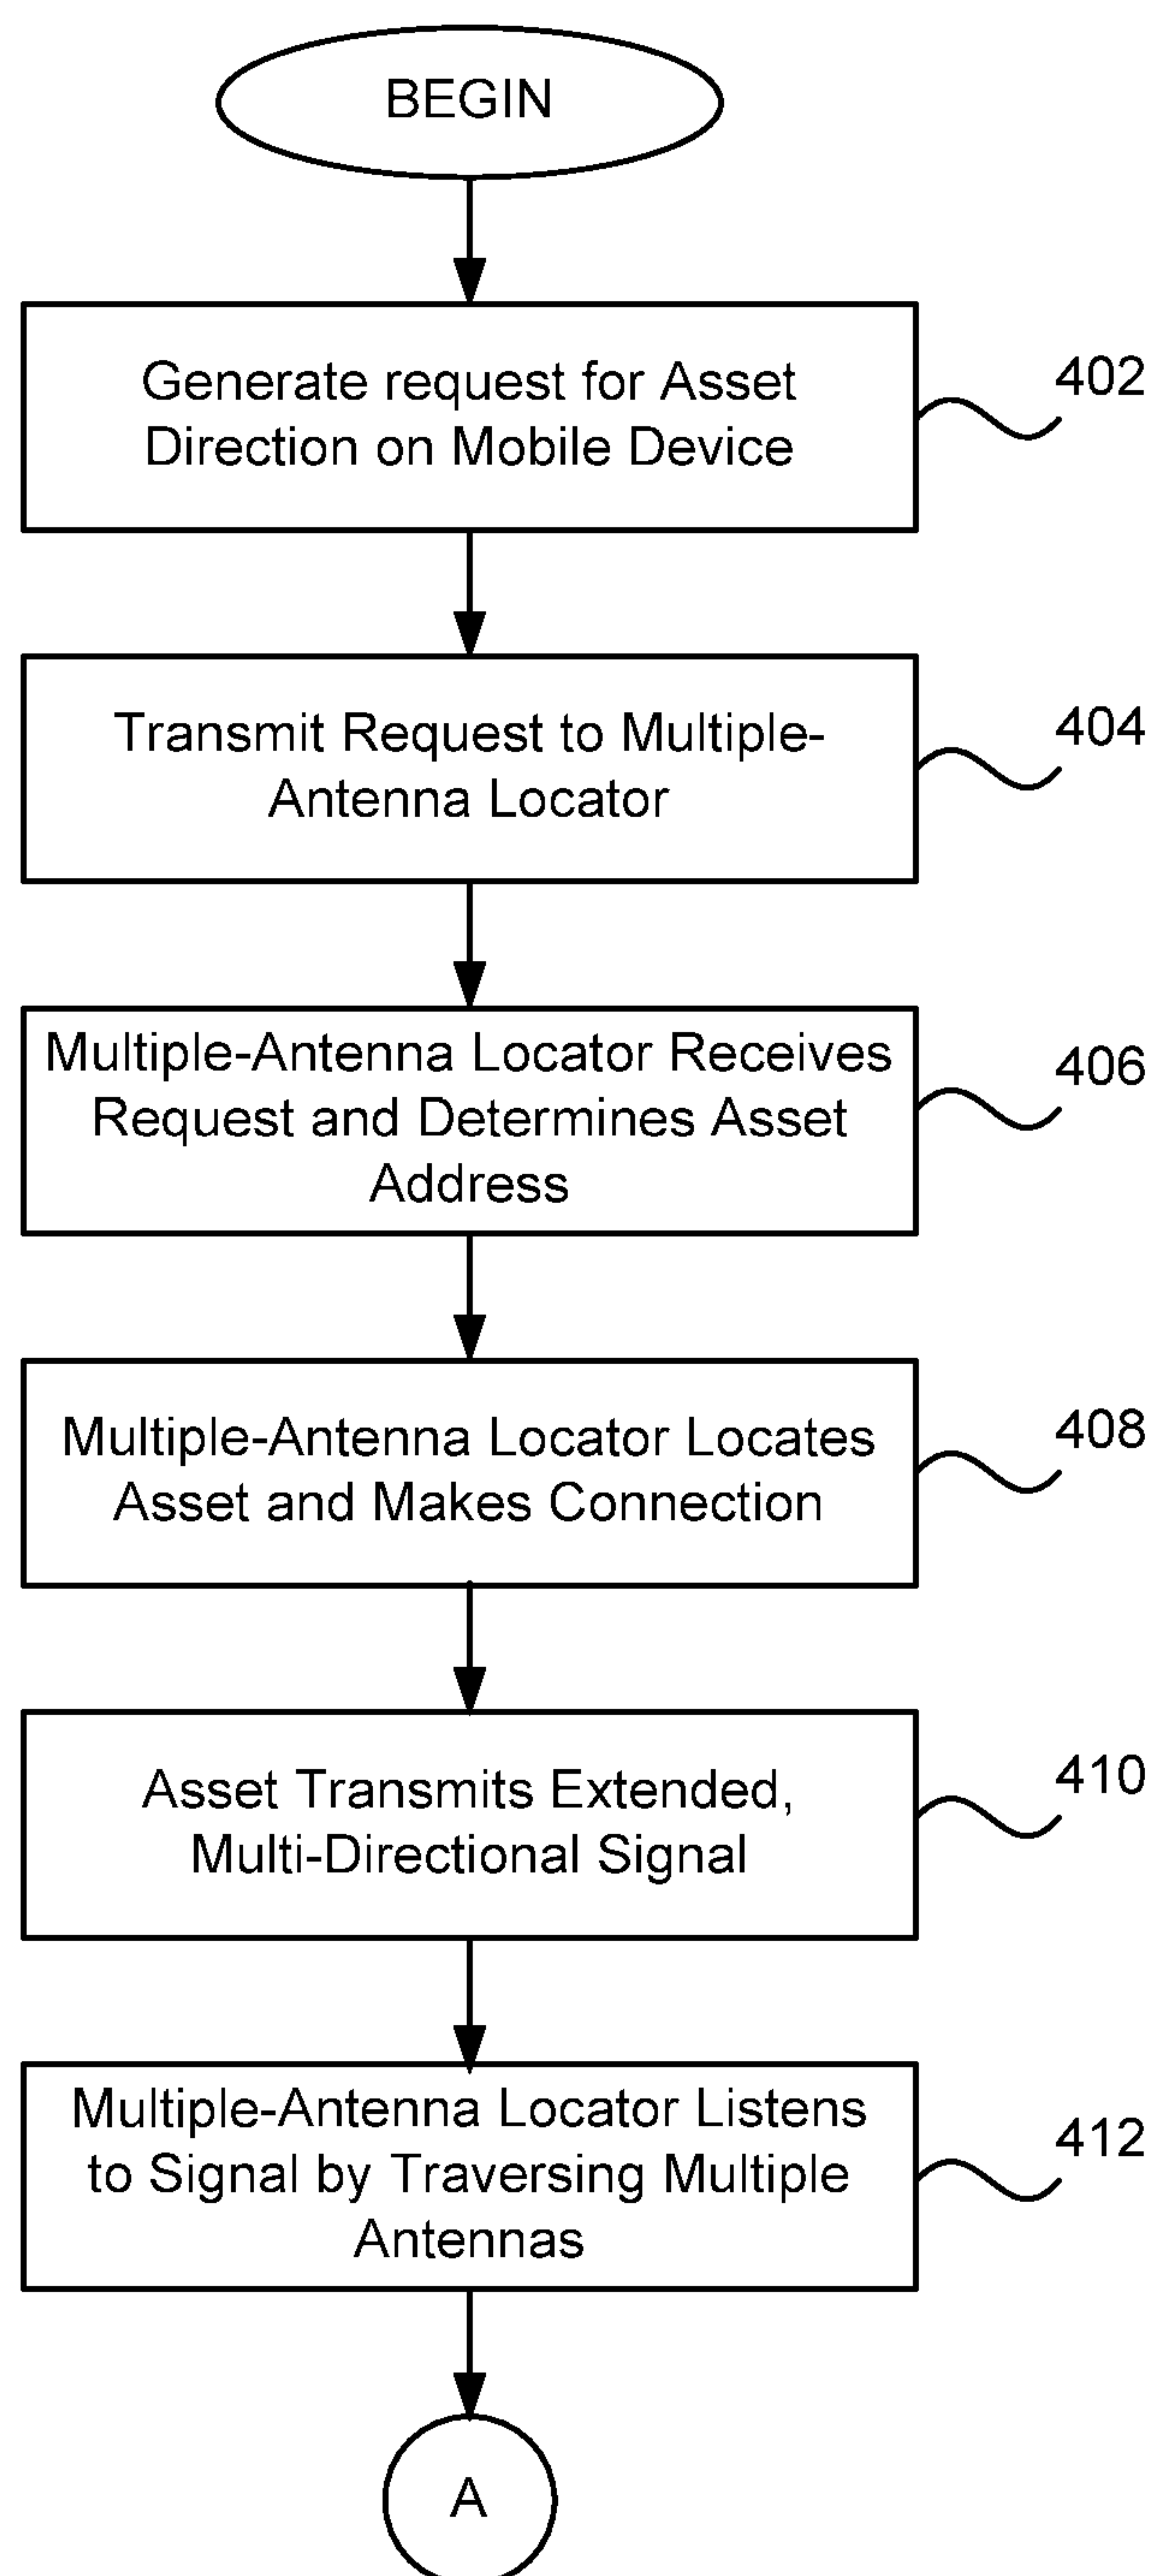 BEGIN
Generate request for Asset
Direction on Mobile Device
402
Transmit Request to Multiple-
Antenna Locator
404
Multiple-Antenna Locator Receives
Request and Determines Asset
Address
406
Multiple-Antenna Locator Locates
Asset and Makes Connection
408
Asset Transmits Extended,
Multi-Directional Signal
410
Multiple-Antenna Locator Listens
to Signal by Traversing Multiple
Antennas
412
A